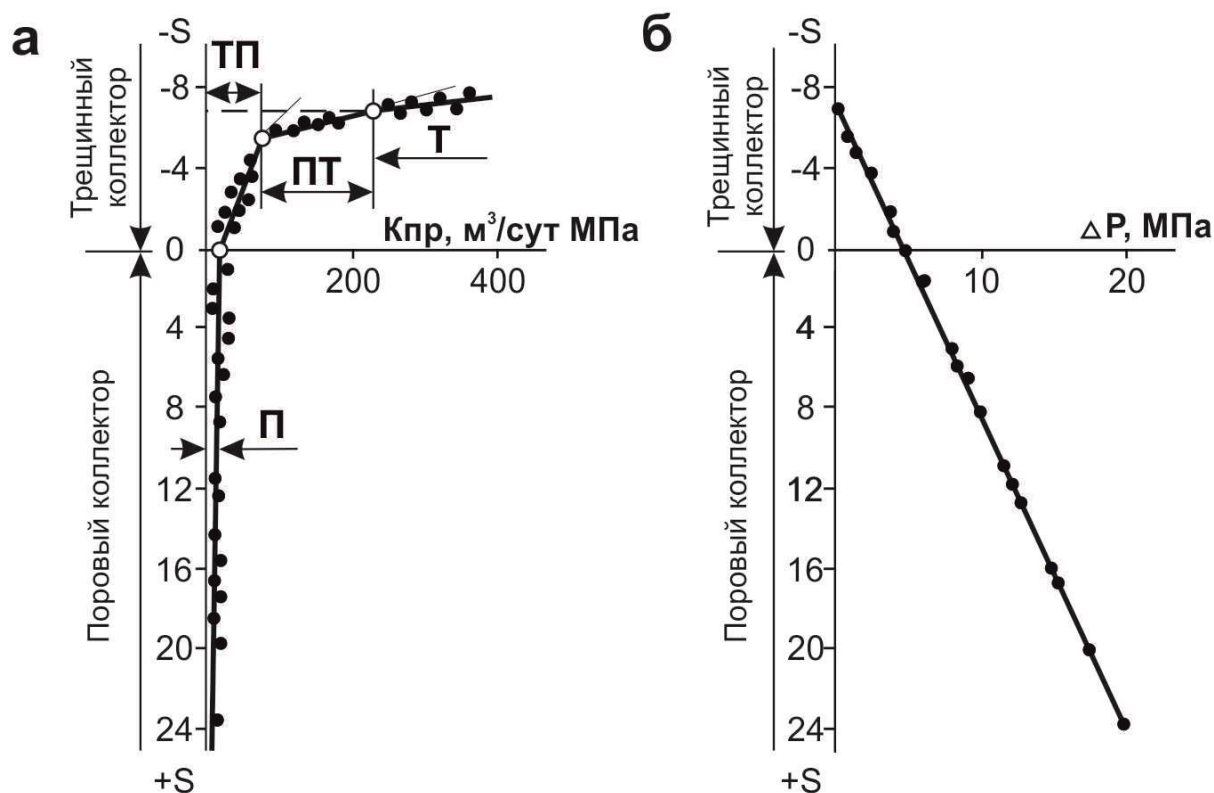 а
-S
ТП
-8
Т
ПТ
-4
Кпр, м³/сут МПа
0
200
400
4
8
П
12
16
20
24
+S
Трещинный
коллектор
Поровый коллектор
б
-S
-8
-4
△P, МПа
0
10
20
4
8
12
16
20
24
+S
Трещинный
коллектор
Поровый коллектор